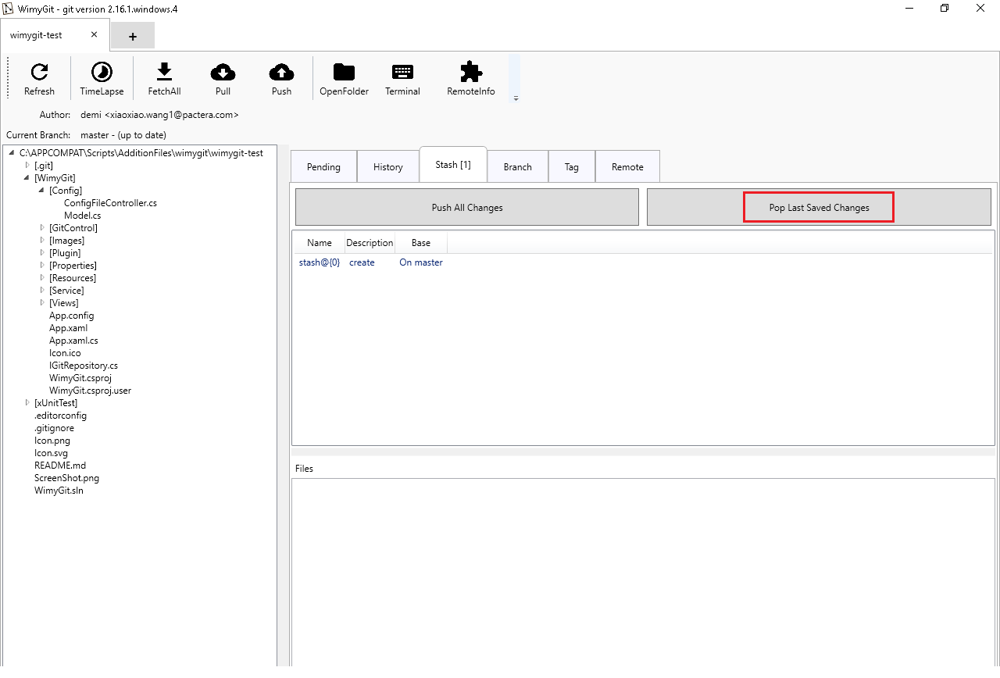 WimyGit - git version 2.16.1.windows.4
wimygit-test
Refresh TimeLapse FetchAll Pull Push OpenFolder Terminal RemoteInfo
Author: demi <xiaoxiao.wang1@pactera.com>
Current Branch: master - (up to date)
C:\APPCOMPAT\Scripts\AdditionFiles\wimygit\wimygit-test
[.git]
[WimyGit]
[Config]
ConfigFileController.cs
Model.cs
[GitControl]
[Images]
[Plugin]
[Properties]
[Resources]
[Service]
[Views]
App.config
App.xaml
App.xaml.cs
Icon.ico
IGitRepository.cs
WimyGit.csproj
WimyGit.csproj.user
[xUnitTest]
.editorconfig
.gitignore
Icon.png
Icon.svg
README.md
ScreenShot.png
WimyGit.sln
Pending History Stash [1] Branch Tag Remote
Push All Changes Pop Last Saved Changes
Name Description Base
stash@{0} create On master
Files